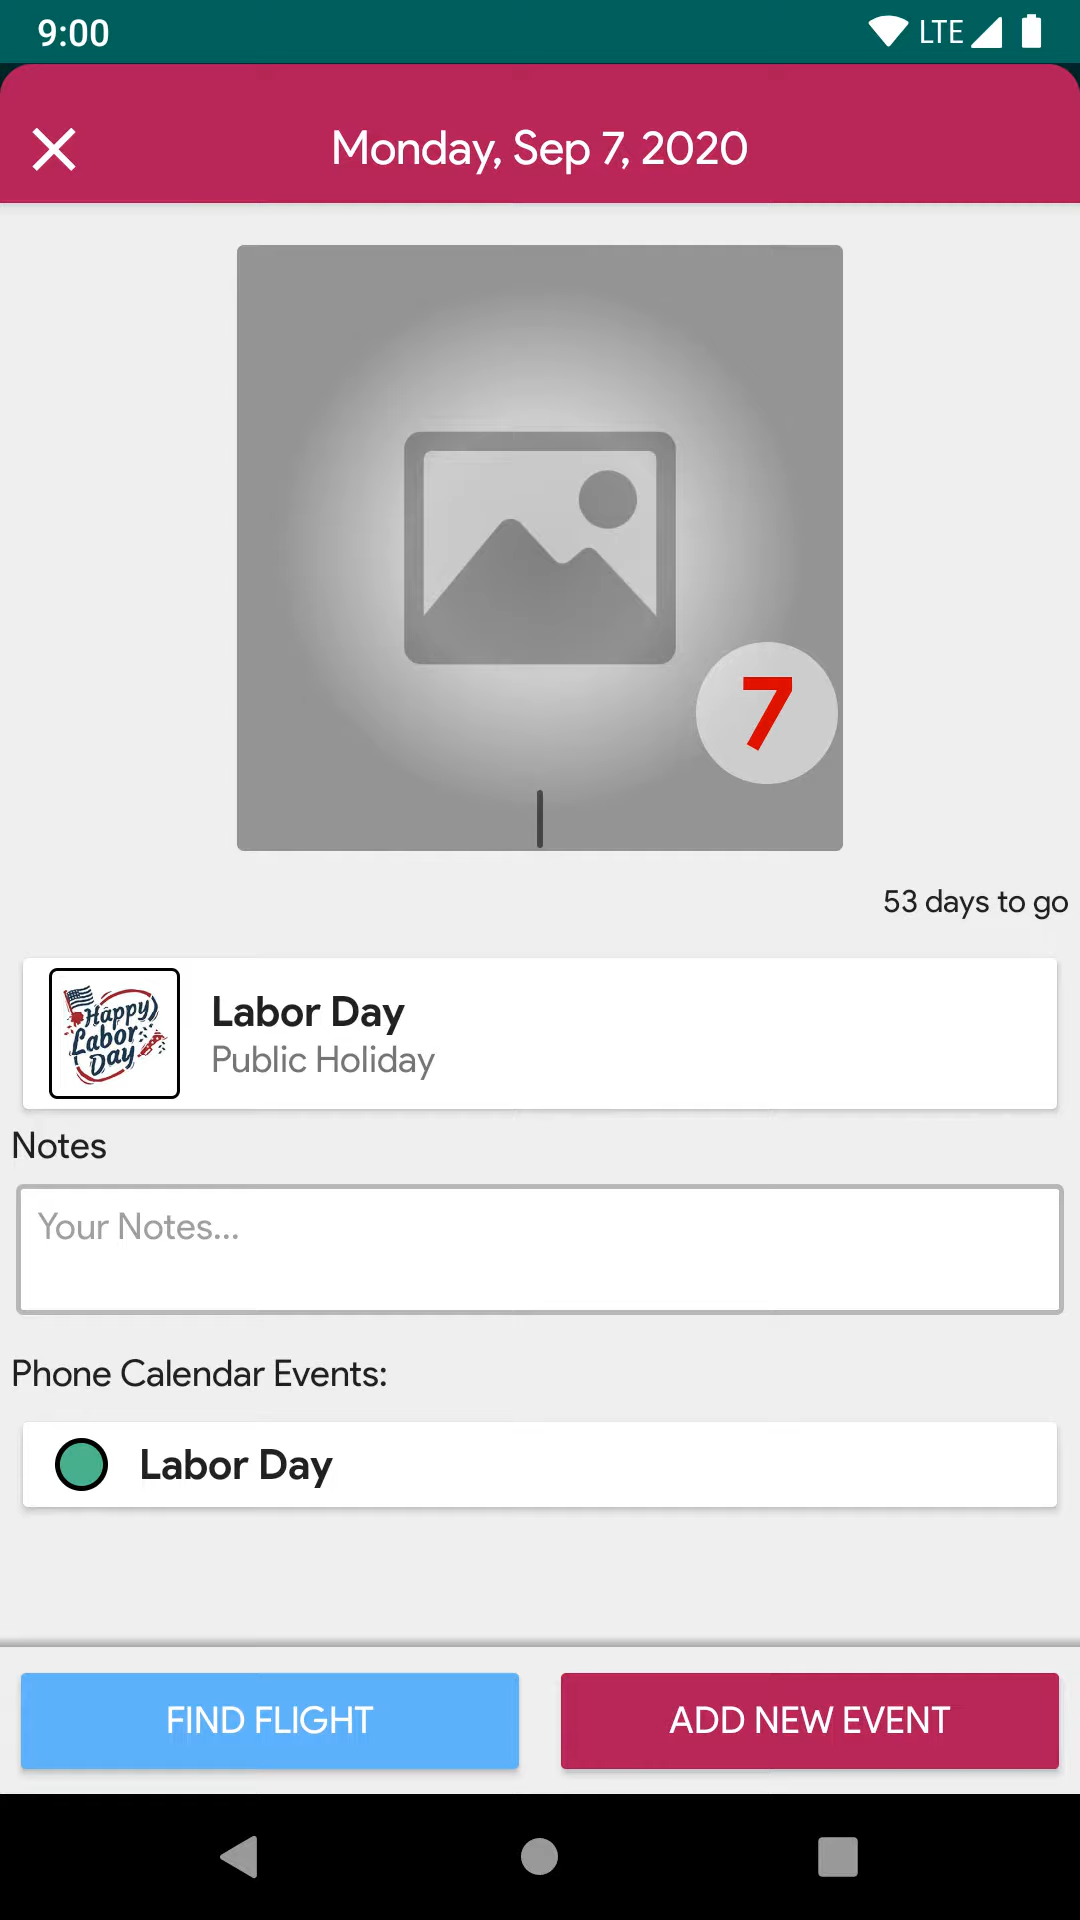 9:00
LTE
Monday, Sep 7, 2020
7
53 days to go
Happy
Labor
Day
Labor Day
Public Holiday
Notes
Your Notes...
Phone Calendar Events:
Labor Day
FIND FLIGHT
ADD NEW EVENT